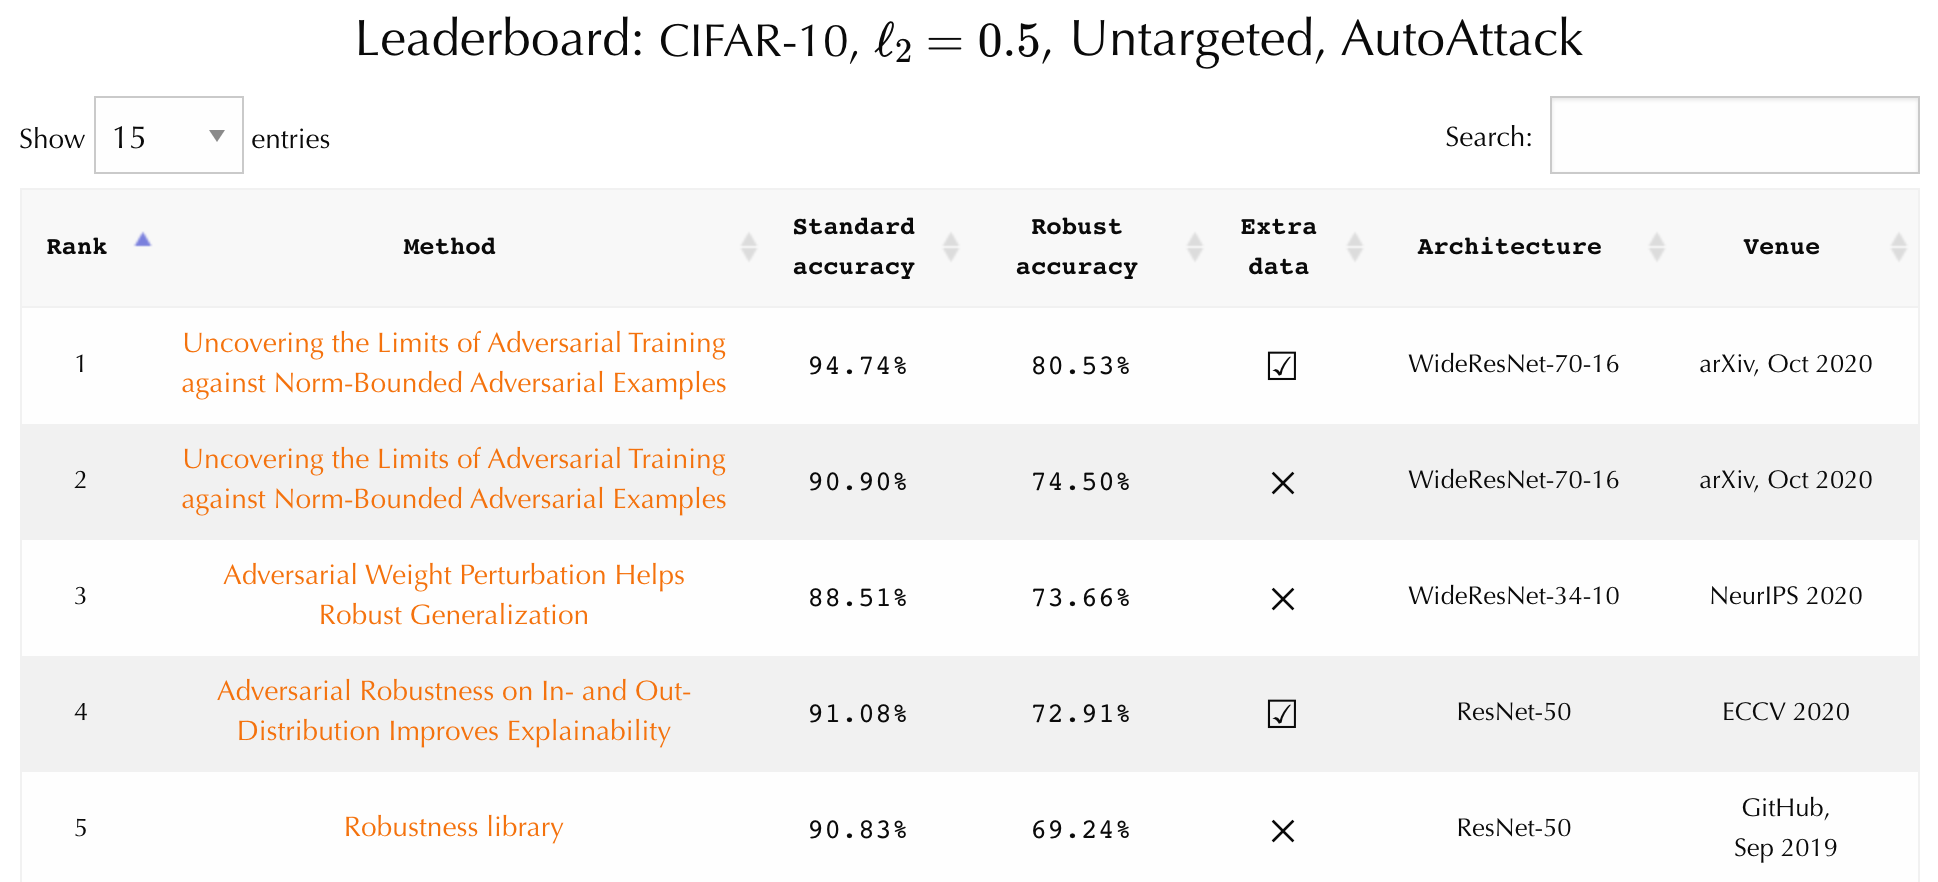 Leaderboard: CIFAR-10, ℓ₂ = 0.5, Untargeted, AutoAttack
Show 15 entries Search:
Rank Method Standard accuracy Robust accuracy Extra data Architecture Venue
1 Uncovering the Limits of Adversarial Training against Norm-Bounded Adversarial Examples 94.74% 80.53% ☑ WideResNet-70-16 arXiv, Oct 2020
2 Uncovering the Limits of Adversarial Training against Norm-Bounded Adversarial Examples 90.90% 74.50% × WideResNet-70-16 arXiv, Oct 2020
3 Adversarial Weight Perturbation Helps Robust Generalization 88.51% 73.66% × WideResNet-34-10 NeurIPS 2020
4 Adversarial Robustness on In- and Out-Distribution Improves Explainability 91.08% 72.91% ☑ ResNet-50 ECCV 2020
5 Robustness library 90.83% 69.24% × ResNet-50 GitHub, Sep 2019